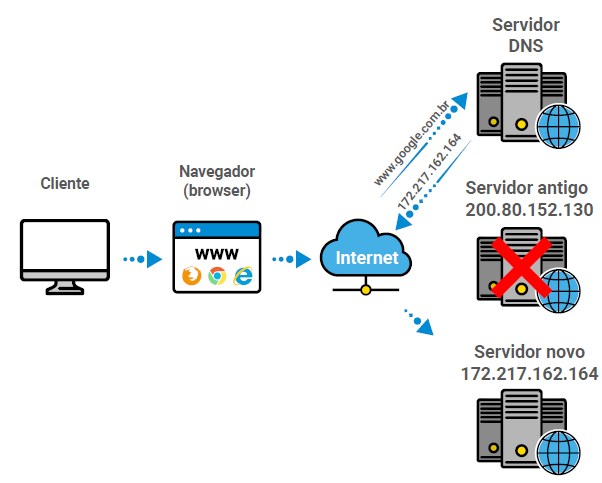 Servidor
DNS
www.google.com.br
172.217.162.164
Cliente
Navegador
(browser)
www
Internet
Servidor antigo
200.80.152.130
Servidor novo
172.217.162.164